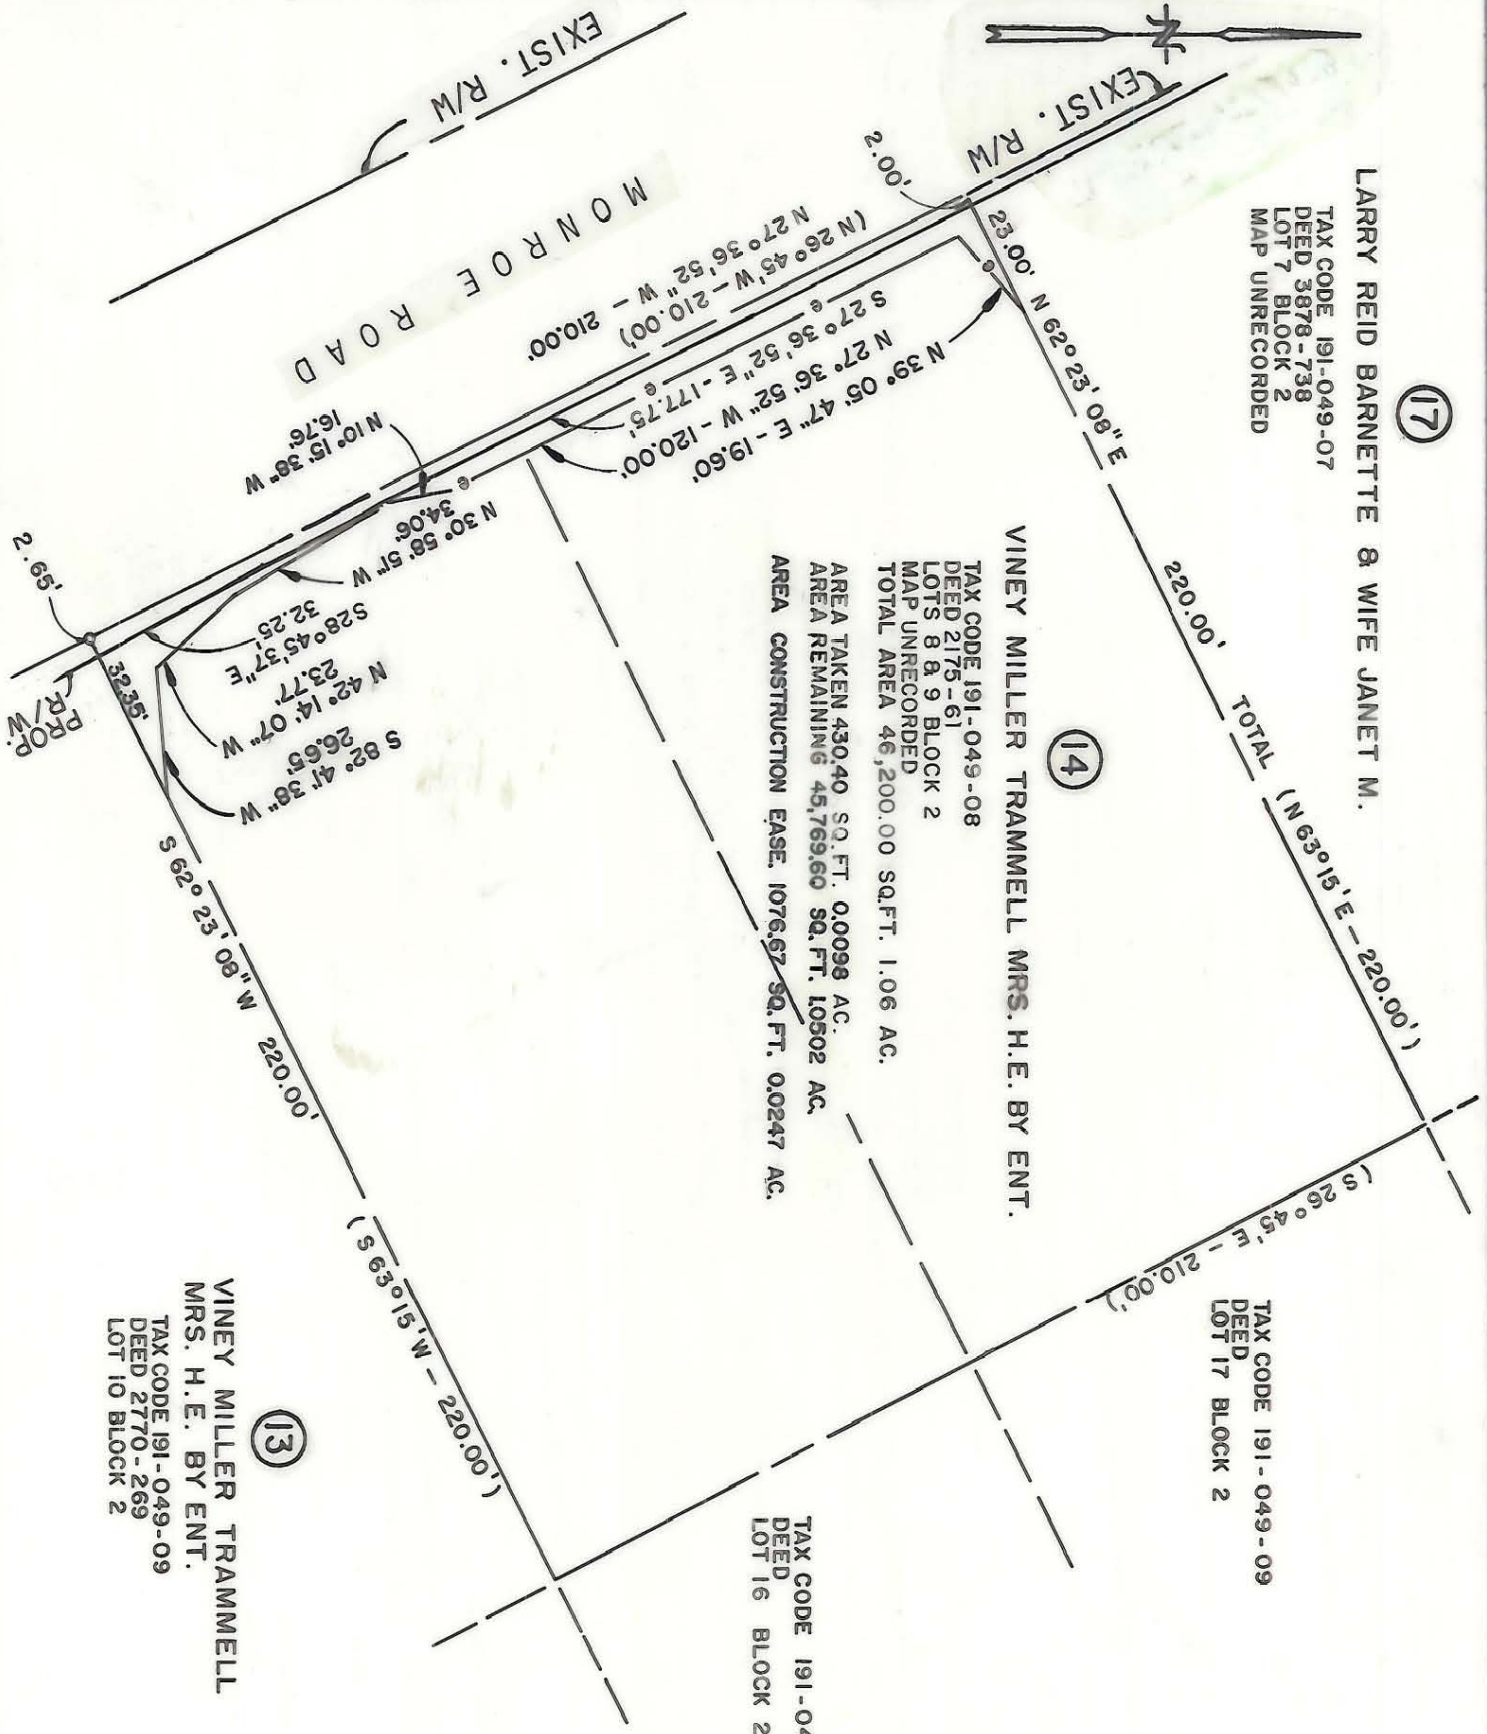 N
(17)
LARRY REID BARNETTE & WIFE JANET M.
TAX CODE 191-049-07
DEED 3878-738
LOT 7 BLOCK 2
MAP UNRECORDED
EXIST. R/W
EXIST. R/W
MONROE ROAD
2.00'
23.00'
N 62° 23' 08" E
220.00'
TOTAL
(N 63° 15' E - 220.00')
(N 26° 45' W - 210.00')
N 27° 36' 52" W - 210.00'
S 27° 36' 52" E - 177.75'
N 27° 36' 52" W - 120.00'
N 39° 05' 47" E - 19.60'
(14)
VINEY MILLER TRAMMELL MRS. H.E. BY ENT.
TAX CODE 191-049-08
DEED 2175-61
LOTS 8 & 9 BLOCK 2
MAP UNRECORDED
TOTAL AREA 46,200.00 SQ.FT. 1.06 AC.
AREA TAKEN 430.40 SQ.FT. 0.0098 AC.
AREA REMAINING 45,769.60 SQ.FT. 1.0502 AC.
AREA CONSTRUCTION EASE. 1076.67 SQ.FT. 0.0247 AC.
(S 26° 45' E - 210.00')
TAX CODE 191-049-09
DEED
LOT 17 BLOCK 2
N 10° 15' 38" W
16.76'
N 30° 58' 51" W
34.06'
S 28° 45' 37" E
32.25'
N 42° 14' 07" W
23.77'
S 82° 41' 38" W
26.65'
2.65'
32.35'
PROP.
R/W
S 62° 23' 08" W 220.00'
(S 63° 15' W - 220.00')
TAX CODE 191-04
DEED
LOT 16 BLOCK 2
(13)
VINEY MILLER TRAMMELL
MRS. H.E. BY ENT.
TAX CODE 191-049-09
DEED 2770-269
LOT 10 BLOCK 2